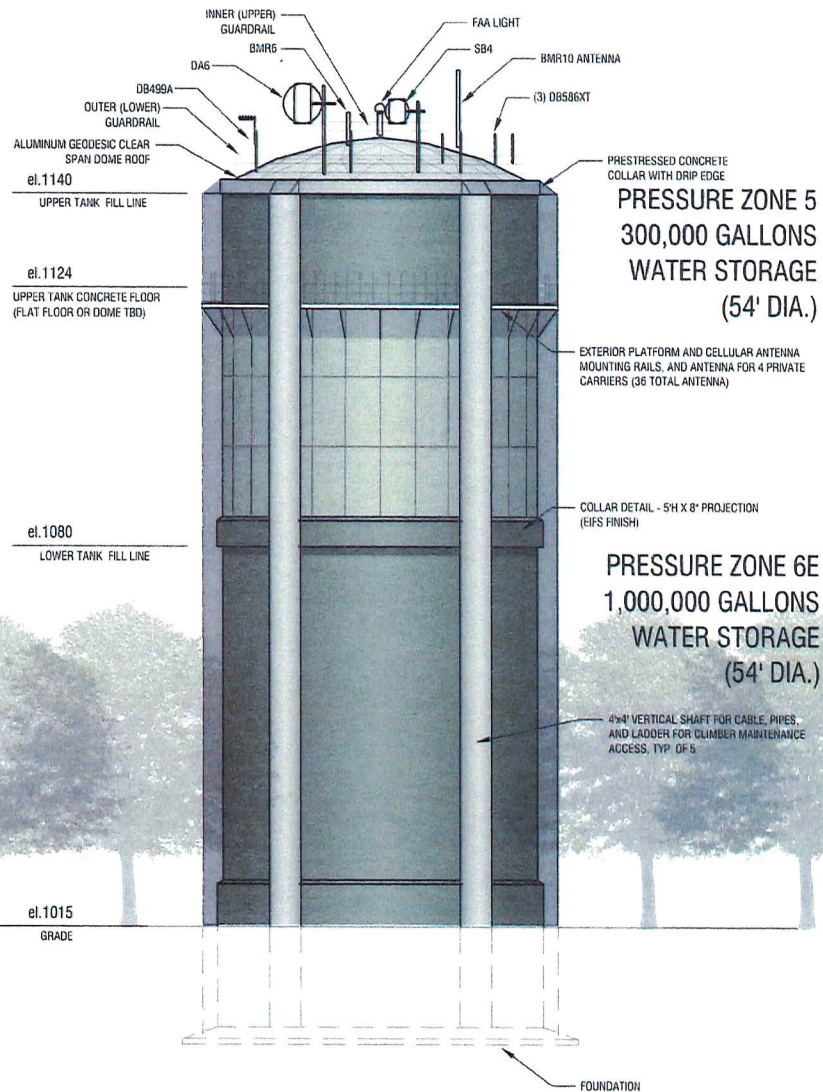 INNER (UPPER)
GUARDRAIL
FAA LIGHT
BMR6
SB4
DA6
BMR10 ANTENNA
DB499A
(3) DB586XT
OUTER (LOWER)
GUARDRAIL
ALUMINUM GEODESIC CLEAR
SPAN DOME ROOF
PRESTRESSED CONCRETE
COLLAR WITH DRIP EDGE
el.1140
UPPER TANK FILL LINE
PRESSURE ZONE 5
300,000 GALLONS
WATER STORAGE
(54' DIA.)
el.1124
UPPER TANK CONCRETE FLOOR
(FLAT FLOOR OR DOME TBD)
EXTERIOR PLATFORM AND CELLULAR ANTENNA
MOUNTING RAILS, AND ANTENNA FOR 4 PRIVATE
CARRIERS (36 TOTAL ANTENNA)
COLLAR DETAIL - 5'H X 8" PROJECTION
(EIFS FINISH)
el.1080
LOWER TANK FILL LINE
PRESSURE ZONE 6E
1,000,000 GALLONS
WATER STORAGE
(54' DIA.)
4'x4' VERTICAL SHAFT FOR CABLE, PIPES,
AND LADDER FOR CLIMBER MAINTENANCE
ACCESS, TYP. OF 5
el.1015
GRADE
FOUNDATION